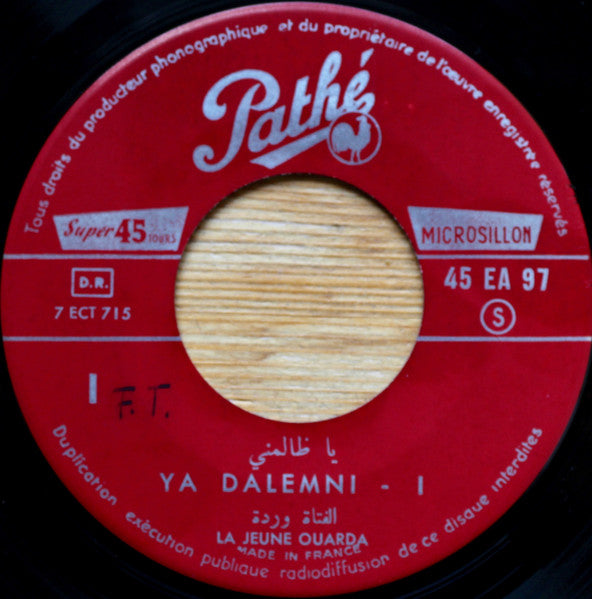 Tous droits du producteur phonographique et du propriétaire de l'œuvre enregistrée réservés
Pathé
Super 45 TOURS
MICROSILLON
D.R.
7 ECT 715
45 EA 97
S
I
F.T.
يا ظالمني
YA DALEMNI - I
الفتاة وردة
LA JEUNE OUARDA
MADE IN FRANCE
Duplication exécution publique radiodiffusion de ce disque interdites